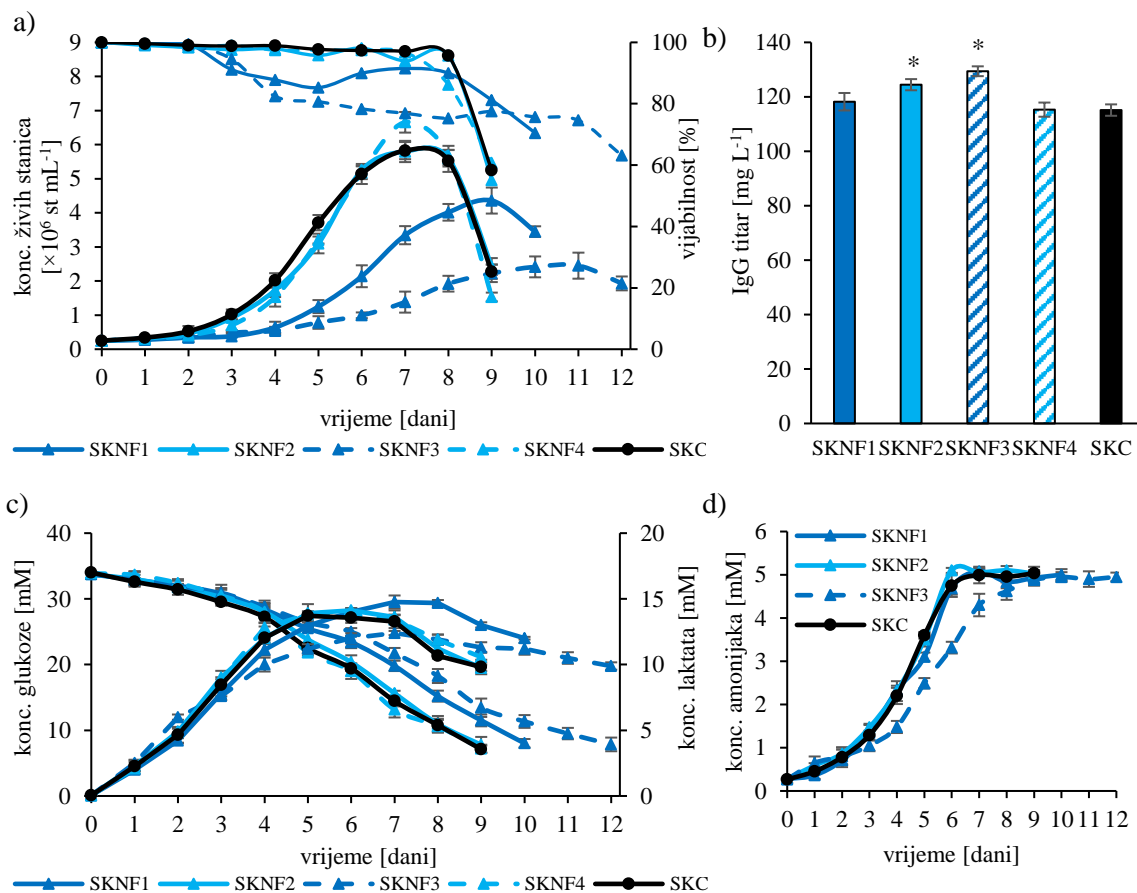 a)
9
8
7
6
5
4
3
2
1
0
konc. živih stanica
[×10⁶ st mL⁻¹]
100
80
60
40
20
0
vijabilnost [%]
0 1 2 3 4 5 6 7 8 9 10 11 12
vrijeme [dani]
SKNF1 SKNF2 SKNF3 SKNF4 SKC
b)
140
120
100
80
60
40
20
0
IgG titar [mg L⁻¹]
* *
SKNF1 SKNF2 SKNF3 SKNF4 SKC
c)
40
30
20
10
0
konc. glukoze [mM]
20
15
10
5
0
konc. laktata [mM]
0 1 2 3 4 5 6 7 8 9 10 11 12
vrijeme [dani]
SKNF1 SKNF2 SKNF3 SKNF4 SKC
d)
6
5
4
3
2
1
0
konc. amonijaka [mM]
SKNF1
SKNF2
SKNF3
SKC
0 1 2 3 4 5 6 7 8 9 10 11 12
vrijeme [dani]